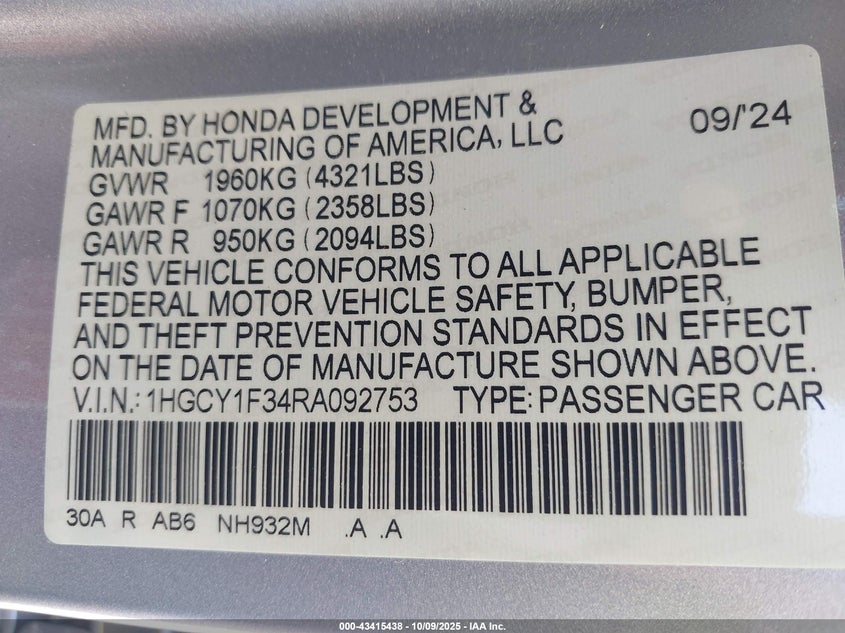 MFD. BY HONDA DEVELOPMENT &
MANUFACTURING OF AMERICA, LLC 09/'24
GVWR 1960KG (4321LBS)
GAWR F 1070KG (2358LBS)
GAWR R 950KG (2094LBS)
THIS VEHICLE CONFORMS TO ALL APPLICABLE
FEDERAL MOTOR VEHICLE SAFETY, BUMPER,
AND THEFT PREVENTION STANDARDS IN EFFECT
ON THE DATE OF MANUFACTURE SHOWN ABOVE.
V.I.N.: 1HGCY1F34RA092753 TYPE: PASSENGER CAR
30A R AB6 NH932M .A .A
000-43415438 - 10/09/2025 - IAA Inc.